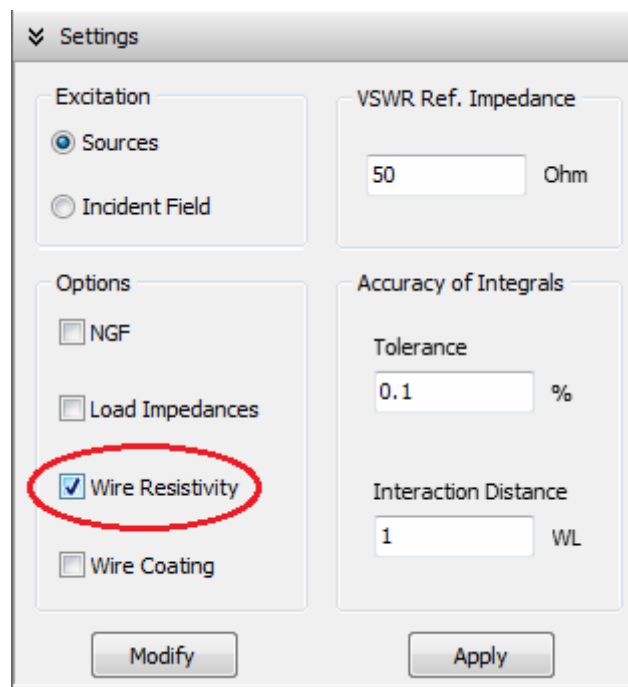 Settings
Excitation
Sources
Incident Field
VSWR Ref. Impedance
50 Ohm
Options
NGF
Load Impedances
Wire Resistivity
Wire Coating
Accuracy of Integrals
Tolerance
0.1 %
Interaction Distance
1 WL
Modify
Apply